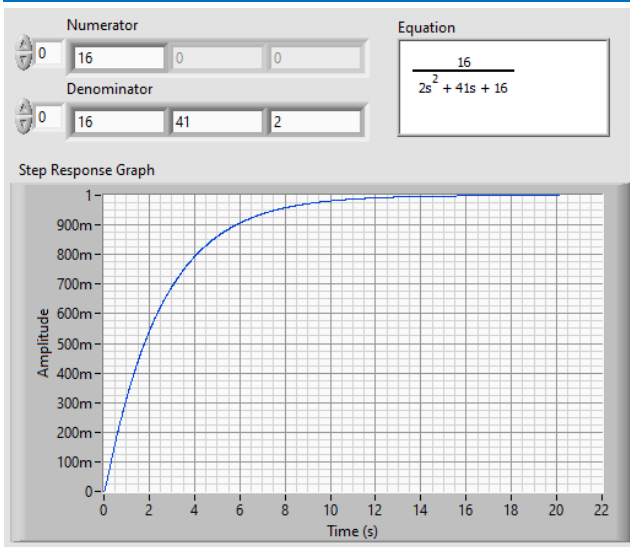 Numerator
0 16 0 0
Denominator
0 16 41 2
Equation
16
2s² + 41s + 16
Step Response Graph
1
900m
800m
700m
600m
500m
400m
300m
200m
100m
0
Amplitude
0 2 4 6 8 10 12 14 16 18 20 22
Time (s)